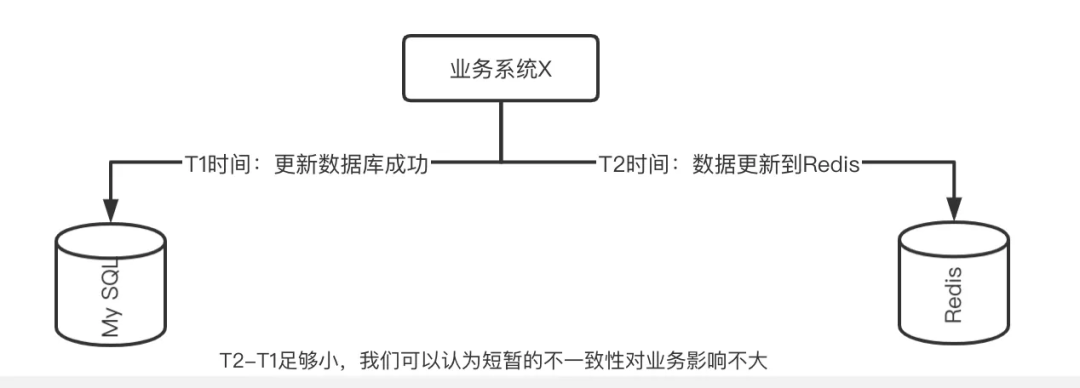 业务系统X
T1时间：更新数据库成功
T2时间：数据更新到Redis
My SQL
Redis
T2-T1足够小，我们可以认为短暂的不一致性对业务影响不大